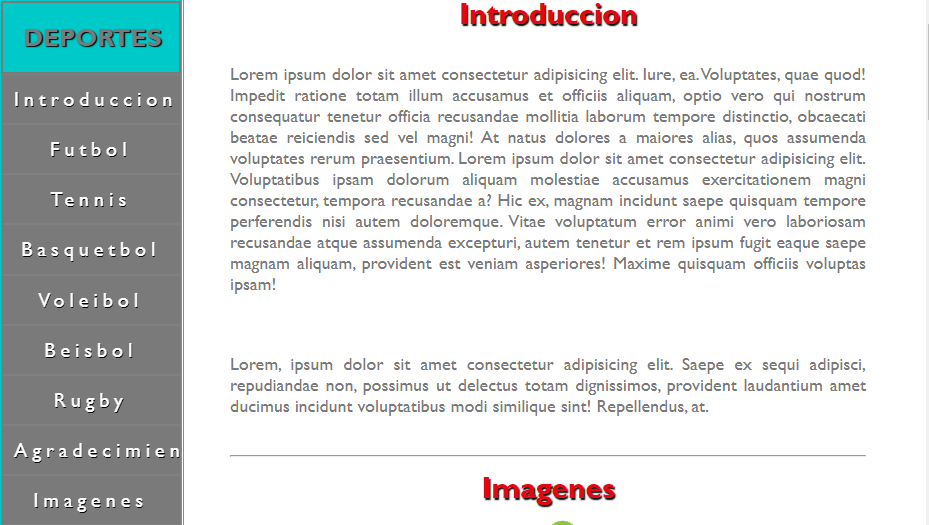 DEPORTES
Introduccion
Futbol
Tennis
Basquetbol
Voleibol
Beisbol
Rugby
Agradecimien
Imagenes
Introduccion
Lorem ipsum dolor sit amet consectetur adipisicing elit. Iure, ea. Voluptates, quae quod!
Impedit ratione totam illum accusamus et officiis aliquam, optio vero qui nostrum
consequatur tenetur officia recusandae mollitia laborum tempore distinctio, obcaecati
beatae reiciendis sed vel magni! At natus dolores a maiores alias, quos assumenda
voluptates rerum praesentium. Lorem ipsum dolor sit amet consectetur adipisicing elit.
Voluptatibus ipsam dolorum aliquam molestiae accusamus exercitationem magni
consectetur, tempora recusandae a? Hic ex, magnam incidunt saepe quisquam tempore
perferendis nisi autem doloremque. Vitae voluptatum error animi vero laboriosam
recusandae atque assumenda excepturi, autem tenetur et rem ipsum fugit eaque saepe
magnam aliquam, provident est veniam asperiores! Maxime quisquam officiis voluptas
ipsam!
Lorem, ipsum dolor sit amet consectetur adipisicing elit. Saepe ex sequi adipisci,
repudiandae non, possimus ut delectus totam dignissimos, provident laudantium amet
ducimus incidunt voluptatibus modi similique sint! Repellendus, at.
Imagenes